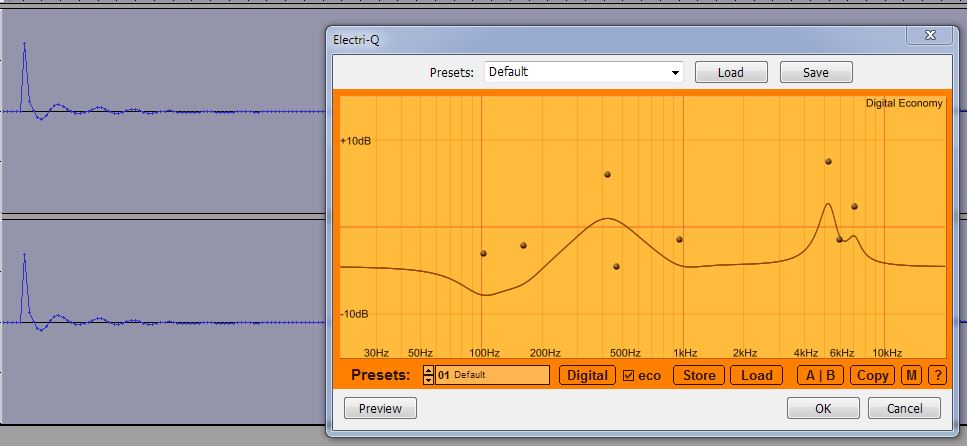 Electri-Q
Presets: Default Load Save
Digital Economy
+10dB
-10dB
30Hz 50Hz 100Hz 200Hz 500Hz 1kHz 2kHz 4kHz 6kHz 10kHz
Presets: 01 Default Digital eco Store Load A | B Copy M ?
Preview OK Cancel